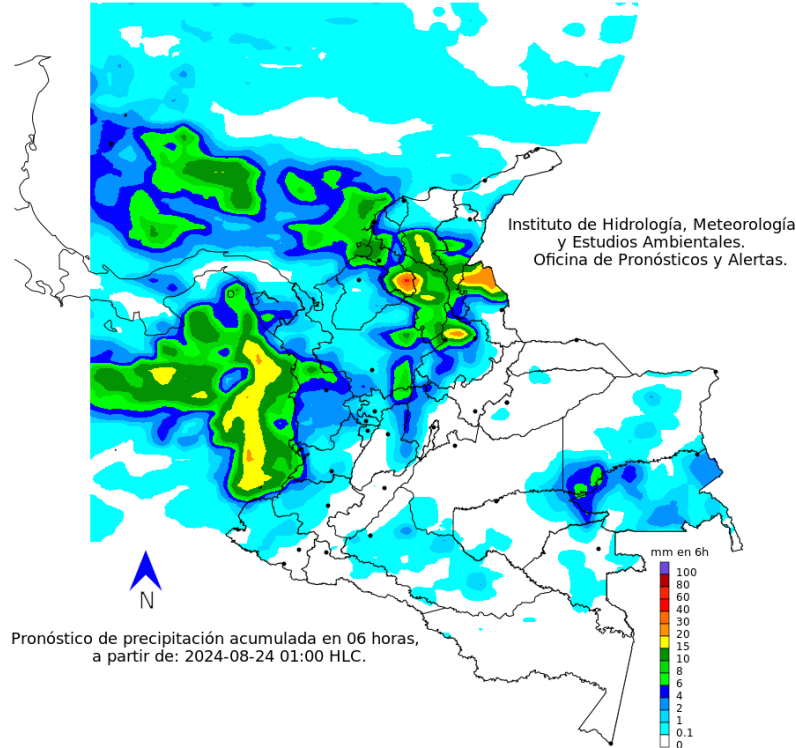 Instituto de Hidrología, Meteorología
y Estudios Ambientales.
Oficina de Pronósticos y Alertas.
mm en 6h
100
80
60
40
30
20
15
10
8
6
4
2
1
0.1
0
N
Pronóstico de precipitación acumulada en 06 horas,
a partir de: 2024-08-24 01:00 HLC.